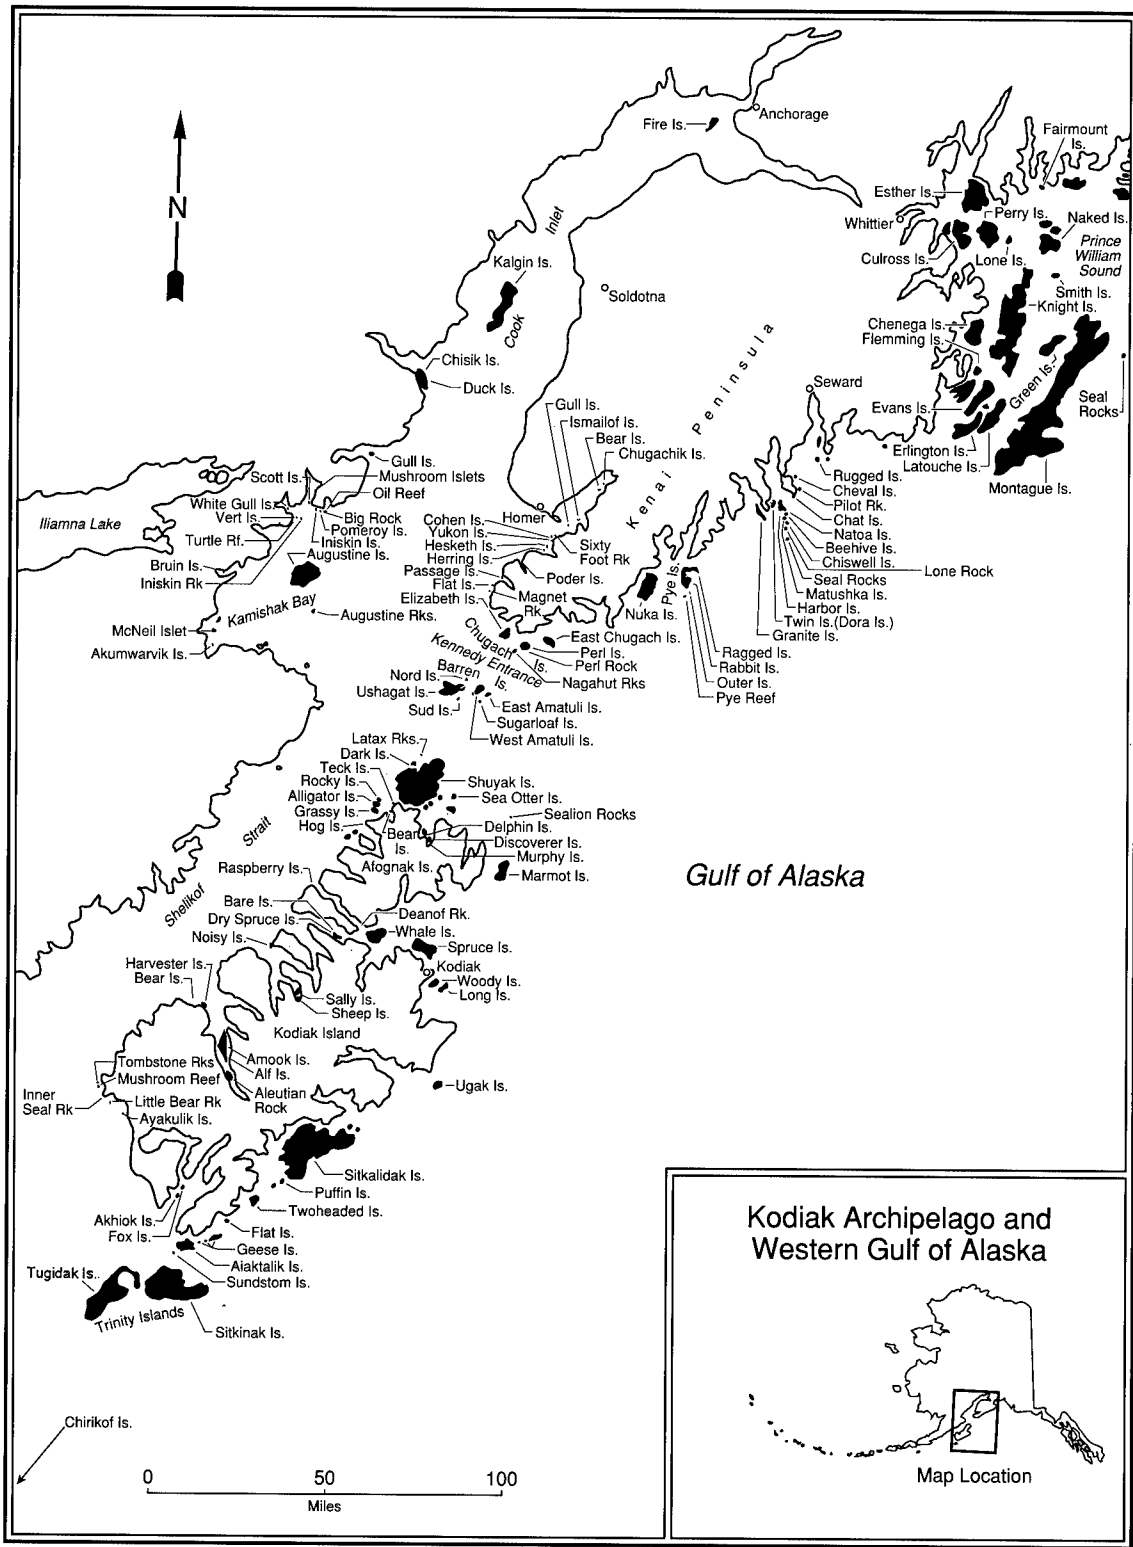 Fire Is.
Anchorage
Fairmount
Is.
Esther Is.
Whittier
Perry Is.
Naked Is.
Culross Is.
Lone Is.
Prince
William
Sound
Smith Is.
Knight Is.
Chenega Is.
Flemming Is.
Green Is.
Seal
Rocks
Evans Is.
Erlington Is.
Latouche Is.
Montague Is.
N
Inlet
Kalgin Is.
Cook
Soldotna
Chisik Is.
Duck Is.
Kenai Peninsula
Seward
Gull Is.
Ismailof Is.
Bear Is.
Chugachik Is.
Gull Is.
Scott Is.
Mushroom Islets
Oil Reef
White Gull Is.
Vert Is.
Big Rock
Pomeroy Is.
Iliamna Lake
Turtle Rf.
Iniskin Is.
Augustine Is.
Bruin Is.
Iniskin Rk
Kamishak Bay
Augustine Rks.
McNeil Islet
Akumwarvik Is.
Homer
Cohen Is.
Yukon Is.
Hesketh Is.
Herring Is.
Passage Is.
Flat Is.
Elizabeth Is.
Sixty
Foot Rk
Poder Is.
Magnet
Rk.
Nuka Is.
Pye Is.
Rugged Is.
Cheval Is.
Pilot Rk.
Chat Is.
Natoa Is.
Beehive Is.
Chiswell Is.
Lone Rock
Seal Rocks
Matushka Is.
Harbor Is.
Twin Is.(Dora Is.)
Granite Is.
Ragged Is.
Rabbit Is.
Outer Is.
Pye Reef
Chugach
Is.
East Chugach Is.
Perl Is.
Perl Rock
Nagahut Rks
Kennedy Entrance
Barren
Is.
Nord Is.
Ushagat Is.
Sud Is.
East Amatuli Is.
Sugarloaf Is.
West Amatuli Is.
Latax Rks.
Dark Is.
Teck Is.
Rocky Is.
Alligator Is.
Grassy Is.
Hog Is.
Shuyak Is.
Sea Otter Is.
Sealion Rocks
Bear
Is.
Delphin Is.
Discoverer Is.
Murphy Is.
Afognak Is.
Marmot Is.
Strait
Shelikof
Gulf of Alaska
Raspberry Is.
Bare Is.
Dry Spruce Is.
Noisy Is.
Deanof Rk.
Whale Is.
Spruce Is.
Kodiak
Woody Is.
Long Is.
Harvester Is.
Bear Is.
Sally Is.
Sheep Is.
Kodiak Island
Amook Is.
Alf Is.
Aleutian
Rock
Ugak Is.
Tombstone Rks
Mushroom Reef
Inner
Seal Rk
Little Bear Rk
Ayakulik Is.
Sitkalidak Is.
Puffin Is.
Twoheaded Is.
Akhiok Is.
Fox Is.
Flat Is.
Geese Is.
Aiaktalik Is.
Sundstom Is.
Tugidak Is..
Trinity Islands
Sitkinak Is.
Chirikof Is.
0 50 100
Miles
Kodiak Archipelago and
Western Gulf of Alaska
Map Location